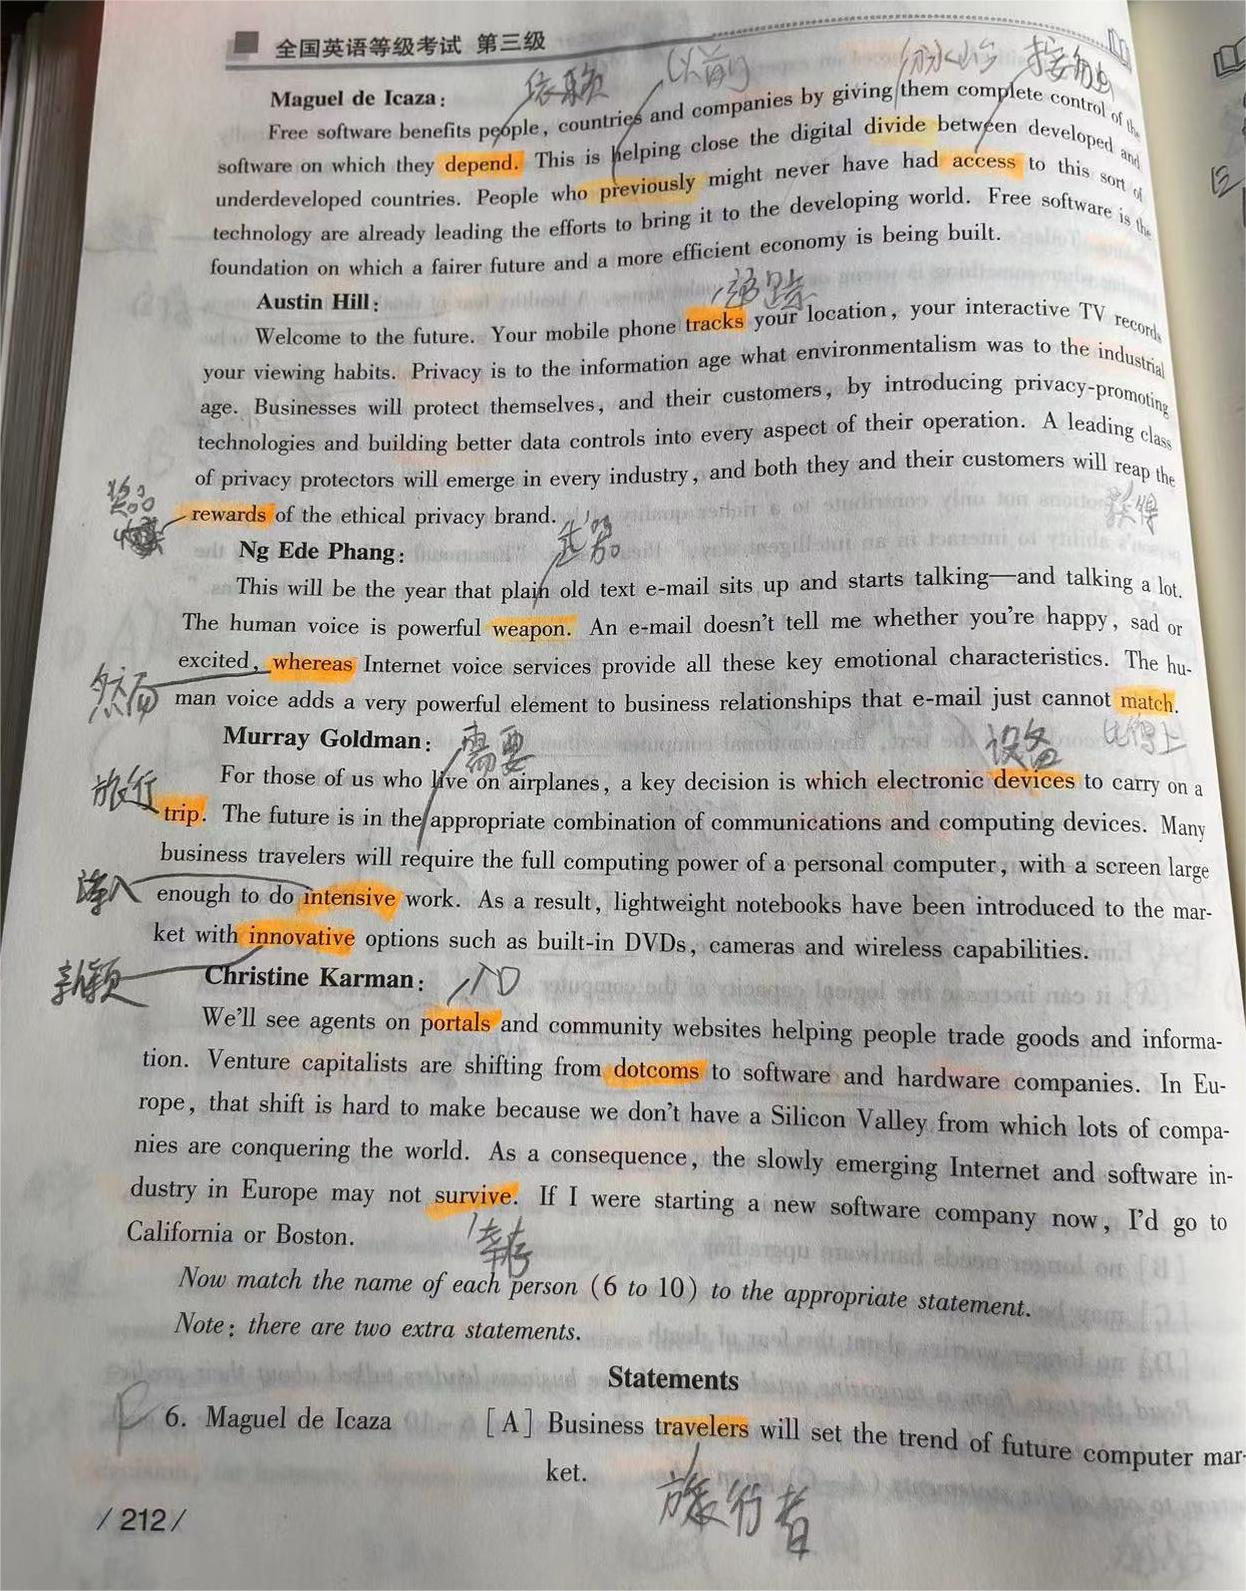 全国英语等级考试 第三级
依赖 以前 分水岭 接触
Maguel de Icaza:
Free software benefits people, countries and companies by giving them complete control of the
software on which they depend. This is helping close the digital divide between developed and
underdeveloped countries. People who previously might never have had access to this sort of
technology are already leading the efforts to bring it to the developing world. Free software is the
foundation on which a fairer future and a more efficient economy is being built.
追踪
Austin Hill:
Welcome to the future. Your mobile phone tracks your location, your interactive TV records
your viewing habits. Privacy is to the information age what environmentalism was to the industrial
age. Businesses will protect themselves, and their customers, by introducing privacy-promoting
technologies and building better data controls into every aspect of their operation. A leading class
of privacy protectors will emerge in every industry, and both they and their customers will reap the
获得
rewards of the ethical privacy brand.
武器
Ng Ede Phang:
This will be the year that plain old text e-mail sits up and starts talking—and talking a lot.
The human voice is powerful weapon. An e-mail doesn't tell me whether you're happy, sad or
excited, whereas Internet voice services provide all these key emotional characteristics. The hu-
然而 man voice adds a very powerful element to business relationships that e-mail just cannot match.
比得上
Murray Goldman: 需要 设备
For those of us who live on airplanes, a key decision is which electronic devices to carry on a
旅行 trip. The future is in the appropriate combination of communications and computing devices. Many
business travelers will require the full computing power of a personal computer, with a screen large
深入 enough to do intensive work. As a result, lightweight notebooks have been introduced to the mar-
ket with innovative options such as built-in DVDs, cameras and wireless capabilities.
新颖 Christine Karman: 入口
We'll see agents on portals and community websites helping people trade goods and informa-
tion. Venture capitalists are shifting from dotcoms to software and hardware companies. In Eu-
rope, that shift is hard to make because we don't have a Silicon Valley from which lots of compa-
nies are conquering the world. As a consequence, the slowly emerging Internet and software in-
dustry in Europe may not survive. If I were starting a new software company now, I'd go to
California or Boston.
幸存
Now match the name of each person (6 to 10) to the appropriate statement.
Note: there are two extra statements.
Statements
6. Maguel de Icaza [A] Business travelers will set the trend of future computer mar-
ket.
旅行者
/ 212 /